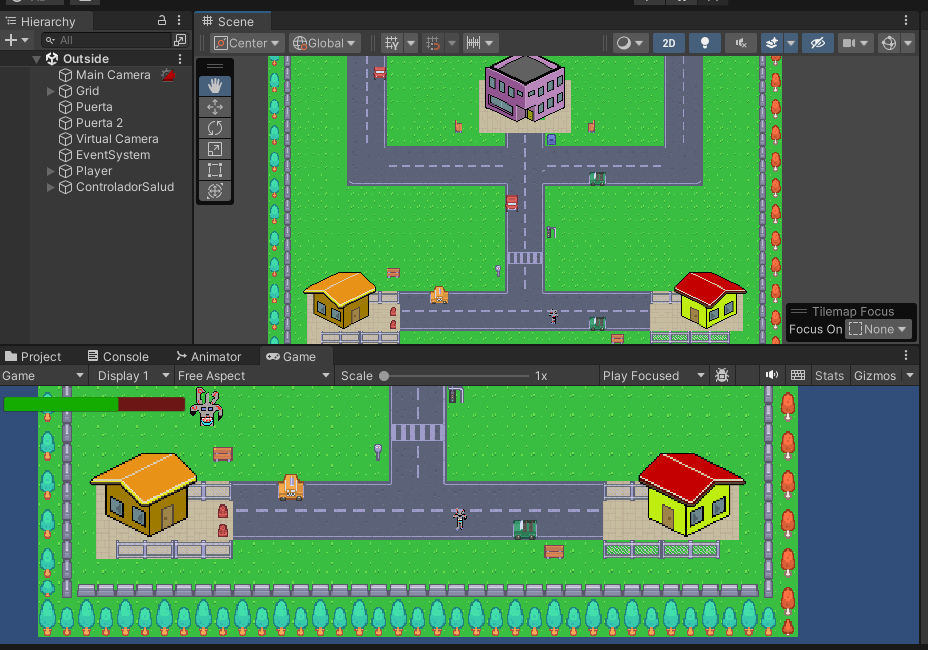 Hierarchy
All
Outside
Main Camera
Grid
Puerta
Puerta 2
Virtual Camera
EventSystem
Player
ControladorSalud
Scene
Center
Global
2D
Tilemap Focus
Focus On
None
Project
Console
Animator
Game
Game
Display 1
Free Aspect
Scale
1x
Play Focused
Stats
Gizmos